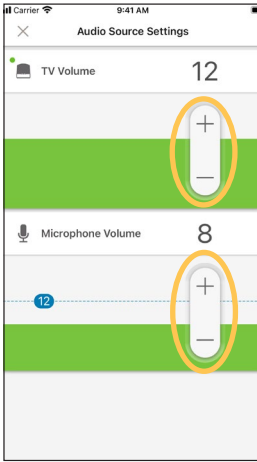 Carrier 9:41 AM
Audio Source Settings
TV Volume 12
+
−
Microphone Volume 8
+
12
−